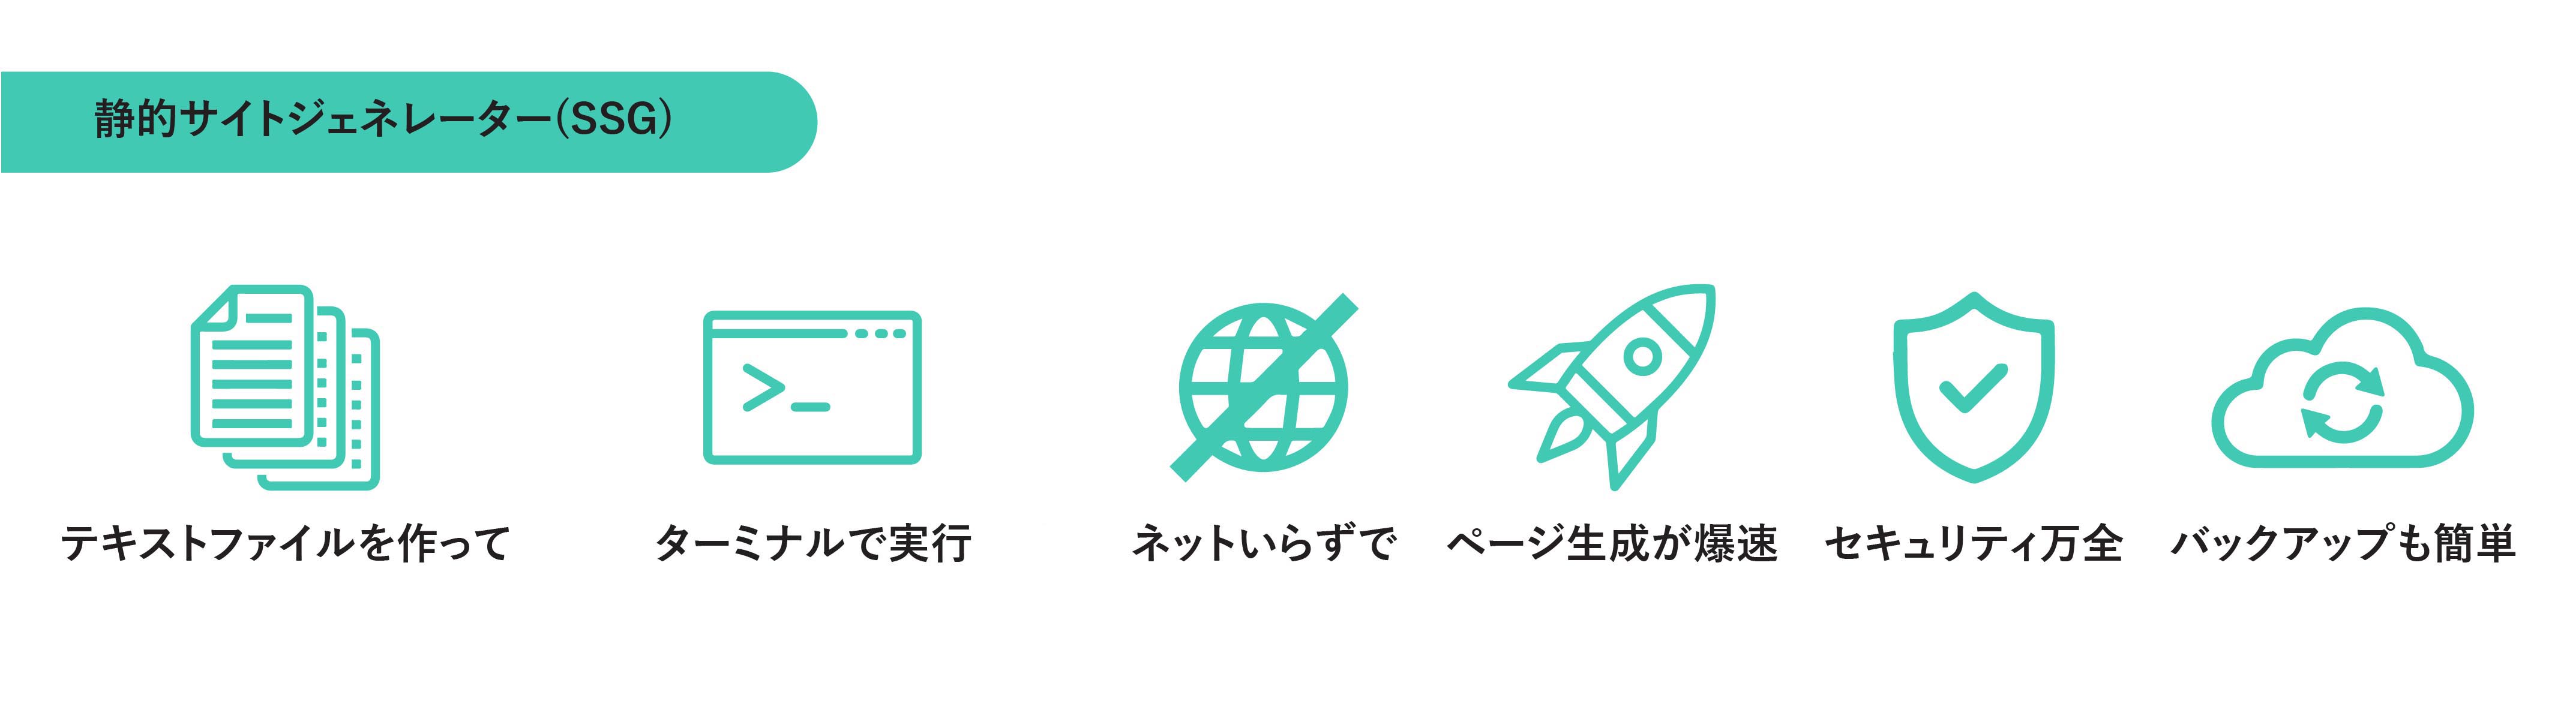 静的サイトジェネレーター(SSG)
テキストファイルを作って
ターミナルで実行
ネットいらずで
ページ生成が爆速
セキュリティ万全
バックアップも簡単